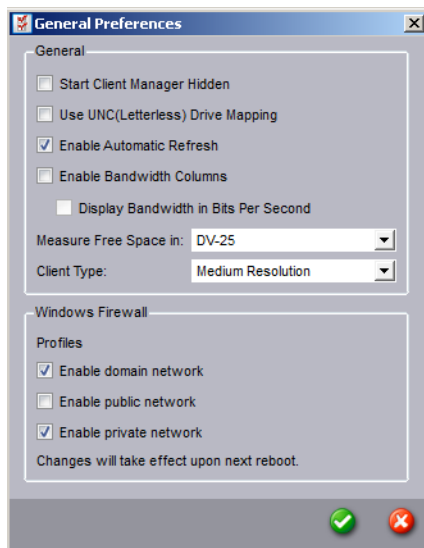 General Preferences
General
Start Client Manager Hidden
Use UNC(Letterless) Drive Mapping
Enable Automatic Refresh
Enable Bandwidth Columns
Display Bandwidth in Bits Per Second
Measure Free Space in: DV-25
Client Type: Medium Resolution
Windows Firewall
Profiles
Enable domain network
Enable public network
Enable private network
Changes will take effect upon next reboot.